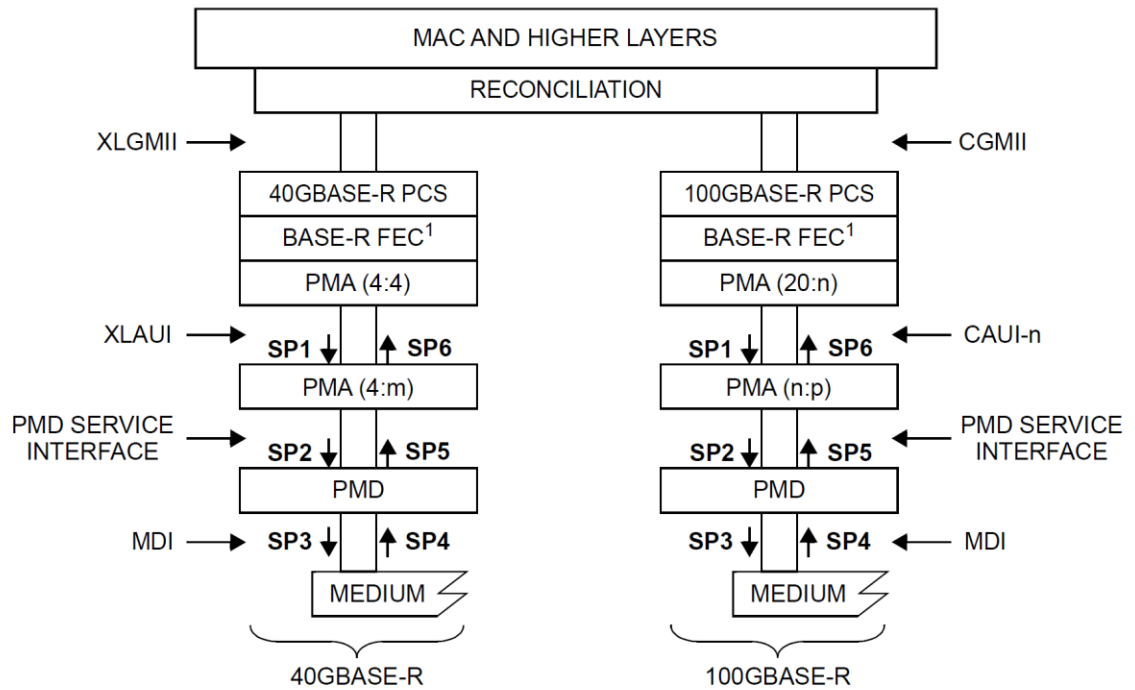 MAC AND HIGHER LAYERS
RECONCILIATION
XLGMII
CGMII
40GBASE-R PCS
100GBASE-R PCS
BASE-R FEC¹
BASE-R FEC¹
PMA (4:4)
PMA (20:n)
XLAUI
CAUI-n
SP1
SP6
SP1
SP6
PMA (4:m)
PMA (n:p)
PMD SERVICE
INTERFACE
PMD SERVICE
INTERFACE
SP2
SP5
SP2
SP5
PMD
PMD
MDI
SP3
SP4
SP3
SP4
MDI
MEDIUM
MEDIUM
40GBASE-R
100GBASE-R